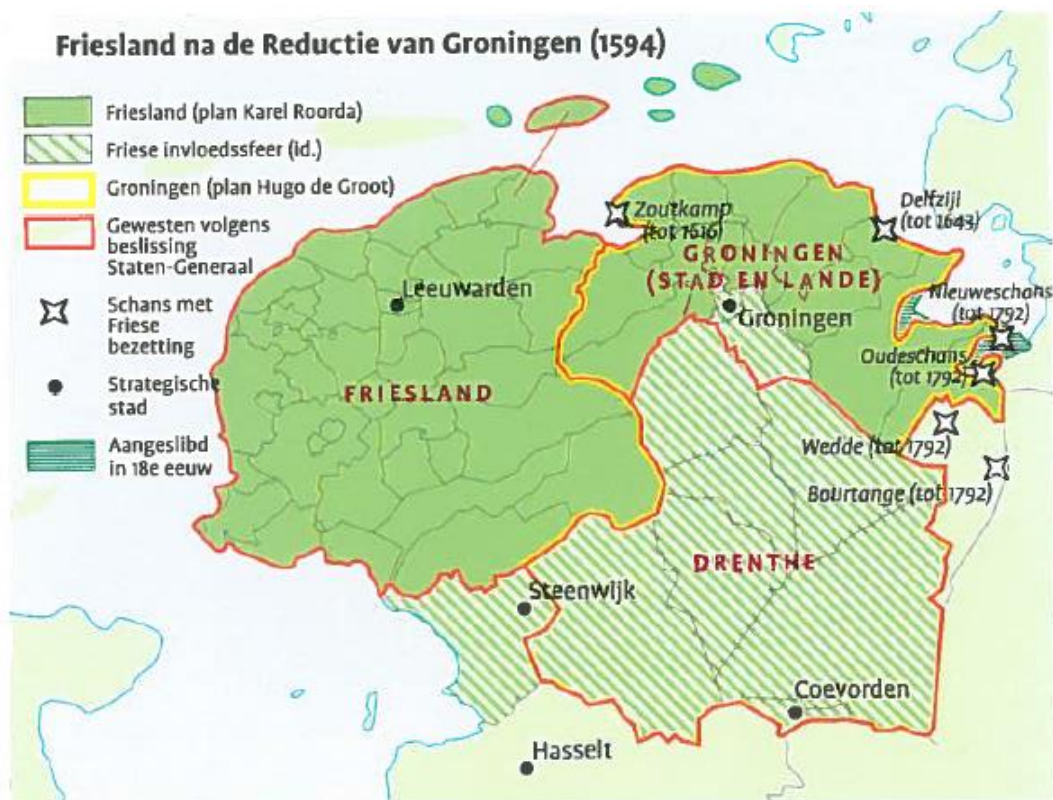 Friesland na de Reductie van Groningen (1594)
Friesland (plan Karel Roorda)
Friese invloedssfeer (id.)
Groningen (plan Hugo de Groot)
Gewesten volgens
beslissing
Staten-Generaal
Schans met
Friese
bezetting
Strategische
stad
Aangeslibd
in 18e eeuw
Zoutkamp
(tot 1616)
Delfzijl
(tot 1643)
GRONINGEN
(STAD EN LANDE)
Leeuwarden
Groningen
Nieuweschans
(tot 1792)
Oudeschans
(tot 1792)
FRIESLAND
Wedde (tot 1792)
Bourtange (tot 1792)
DRENTHE
Steenwijk
Coevorden
Hasselt